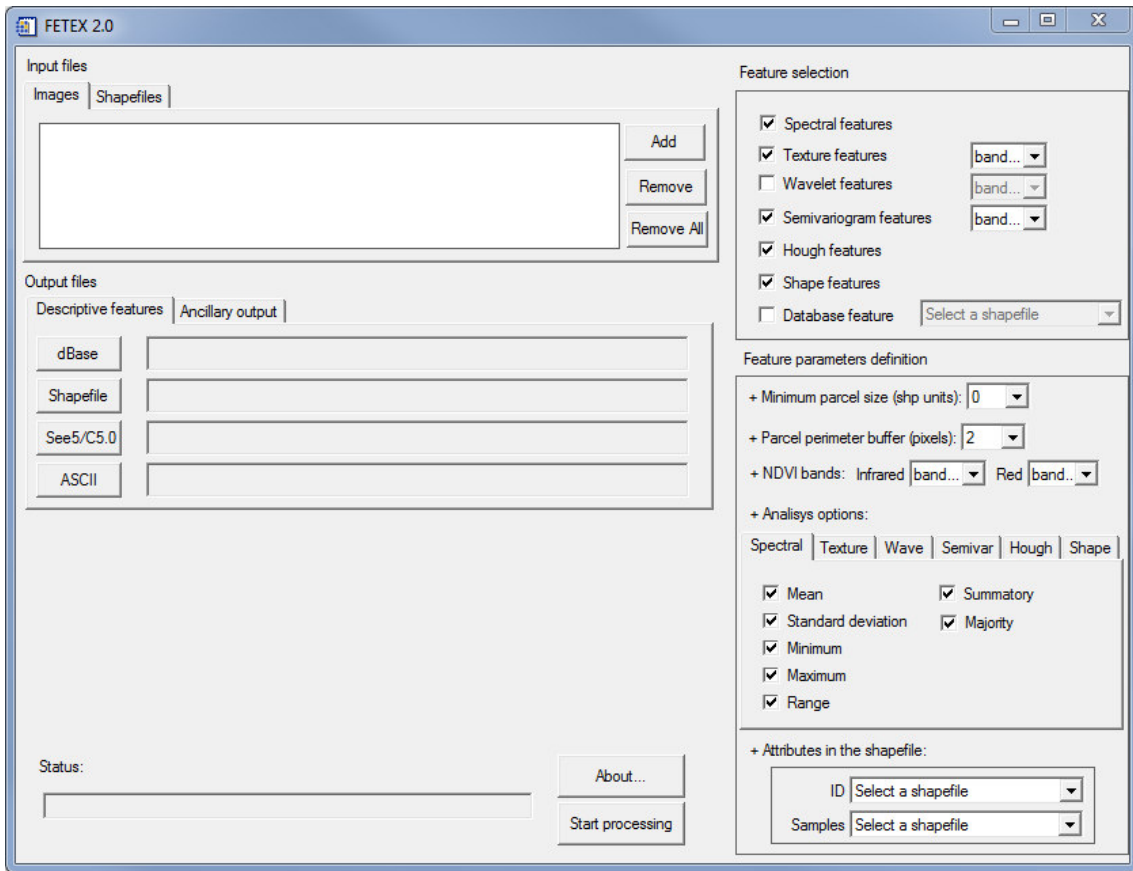 FETEX 2.0
Input files
Images Shapefiles
Add
Remove
Remove All
Output files
Descriptive features Ancillary output
dBase
Shapefile
See5/C5.0
ASCII
Status:
About...
Start processing
Feature selection
Spectral features
Texture features band...
Wavelet features band...
Semivariogram features band...
Hough features
Shape features
Database feature Select a shapefile
Feature parameters definition
+ Minimum parcel size (shp units): 0
+ Parcel perimeter buffer (pixels): 2
+ NDVI bands: Infrared band... Red band..
+ Analisys options:
Spectral Texture Wave Semivar Hough Shape
Mean Summatory
Standard deviation Majority
Minimum
Maximum
Range
+ Attributes in the shapefile:
ID Select a shapefile
Samples Select a shapefile